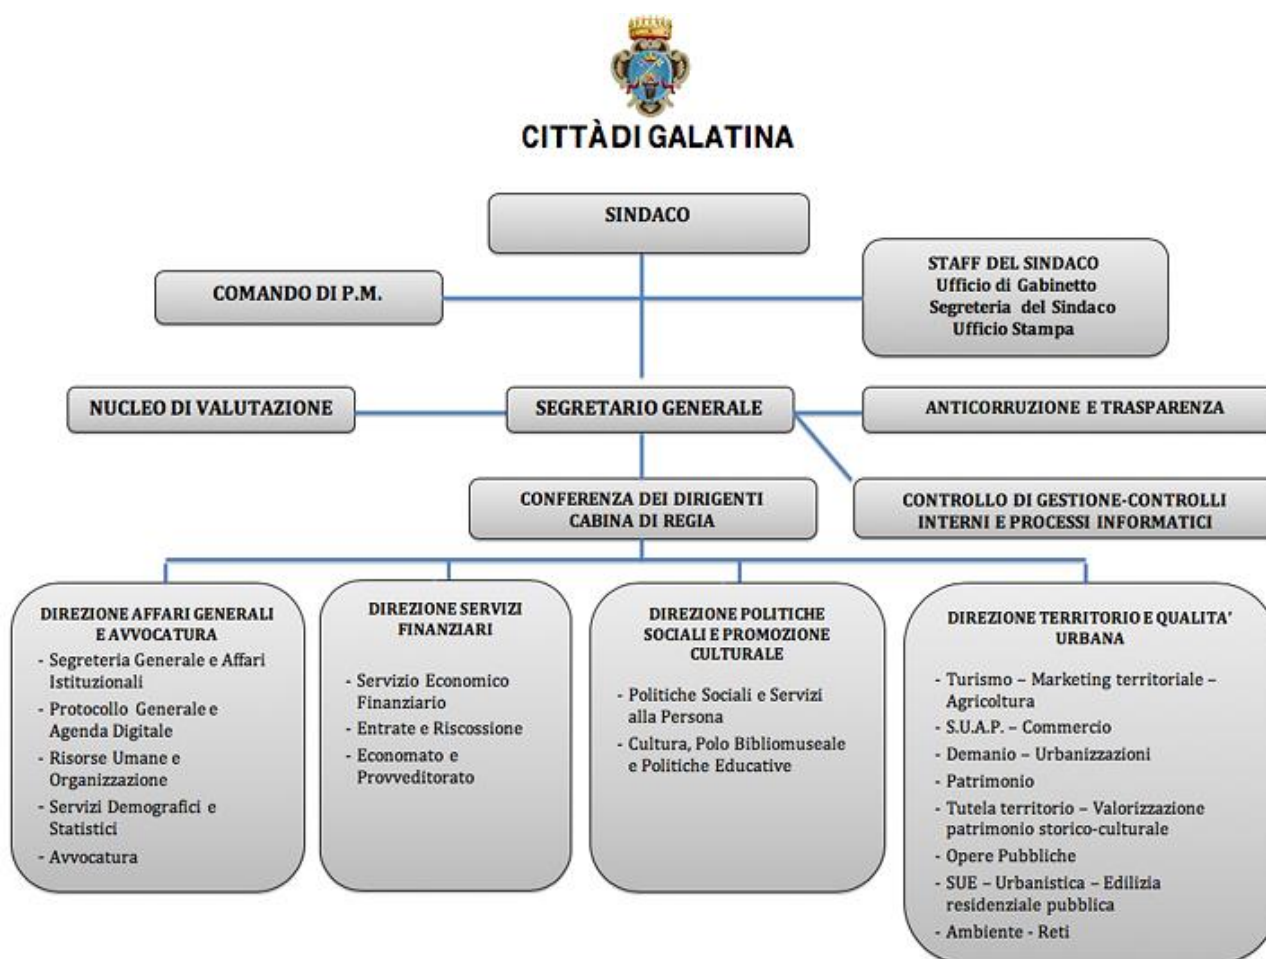 CITTÀ DI GALATINA
SINDACO
COMANDO DI P.M.
STAFF DEL SINDACO
Ufficio di Gabinetto
Segreteria del Sindaco
Ufficio Stampa
NUCLEO DI VALUTAZIONE
SEGRETARIO GENERALE
ANTICORRUZIONE E TRASPARENZA
CONFERENZA DEI DIRIGENTI
CABINA DI REGIA
CONTROLLO DI GESTIONE-CONTROLLI
INTERNI E PROCESSI INFORMATICI
DIREZIONE AFFARI GENERALI
E AVVOCATURA
- Segreteria Generale e Affari
Istituzionali
- Protocollo Generale e
Agenda Digitale
- Risorse Umane e
Organizzazione
- Servizi Demografici e
Statistici
- Avvocatura
DIREZIONE SERVIZI
FINANZIARI
- Servizio Economico
Finanziario
- Entrate e Riscossione
- Economato e
Provveditorato
DIREZIONE POLITICHE
SOCIALI E PROMOZIONE
CULTURALE
- Politiche Sociali e Servizi
alla Persona
- Cultura, Polo Bibliomuseale
e Politiche Educative
DIREZIONE TERRITORIO E QUALITA'
URBANA
- Turismo – Marketing territoriale –
Agricoltura
- S.U.A.P. – Commercio
- Demanio – Urbanizzazioni
- Patrimonio
- Tutela territorio – Valorizzazione
patrimonio storico-culturale
- Opere Pubbliche
- SUE – Urbanistica – Edilizia
residenziale pubblica
- Ambiente - Reti